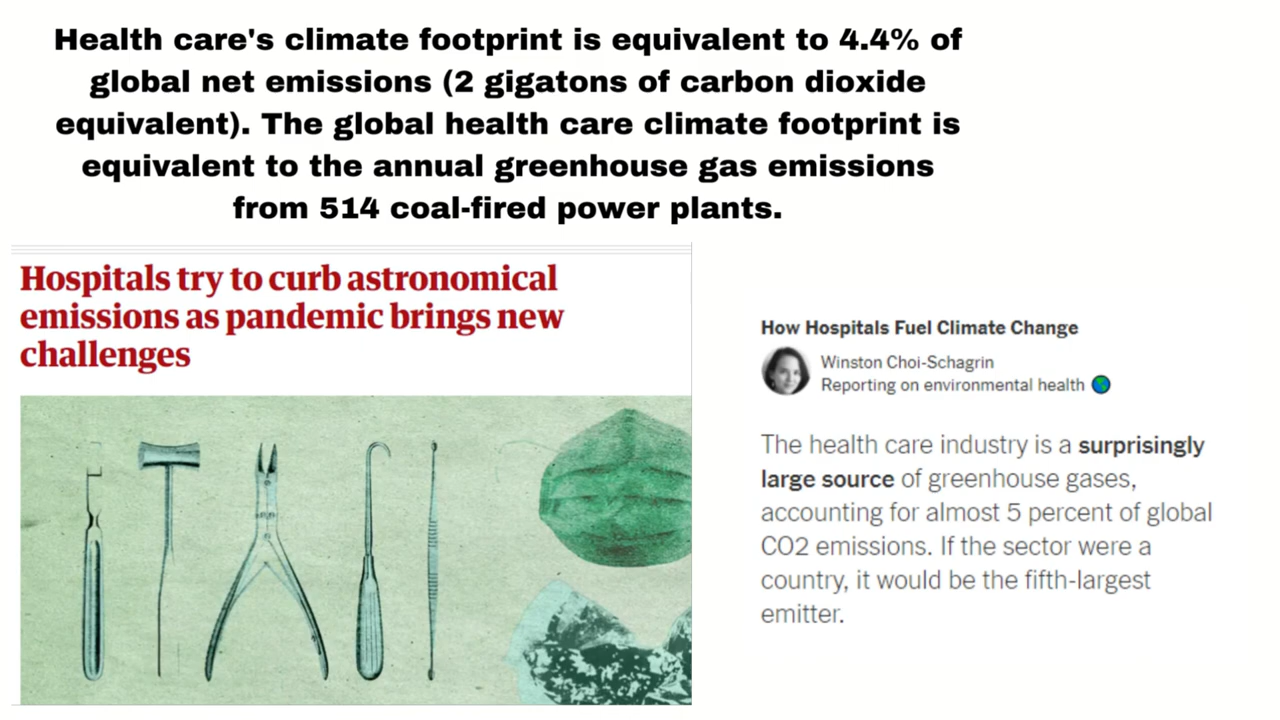 Health care's climate footprint is equivalent to 4.4% of
global net emissions (2 gigatons of carbon dioxide
equivalent). The global health care climate footprint is
equivalent to the annual greenhouse gas emissions
from 514 coal-fired power plants.
Hospitals try to curb astronomical
emissions as pandemic brings new
challenges
How Hospitals Fuel Climate Change
Winston Choi-Schagrin
Reporting on environmental health
The health care industry is a surprisingly
large source of greenhouse gases,
accounting for almost 5 percent of global
CO2 emissions. If the sector were a
country, it would be the fifth-largest
emitter.